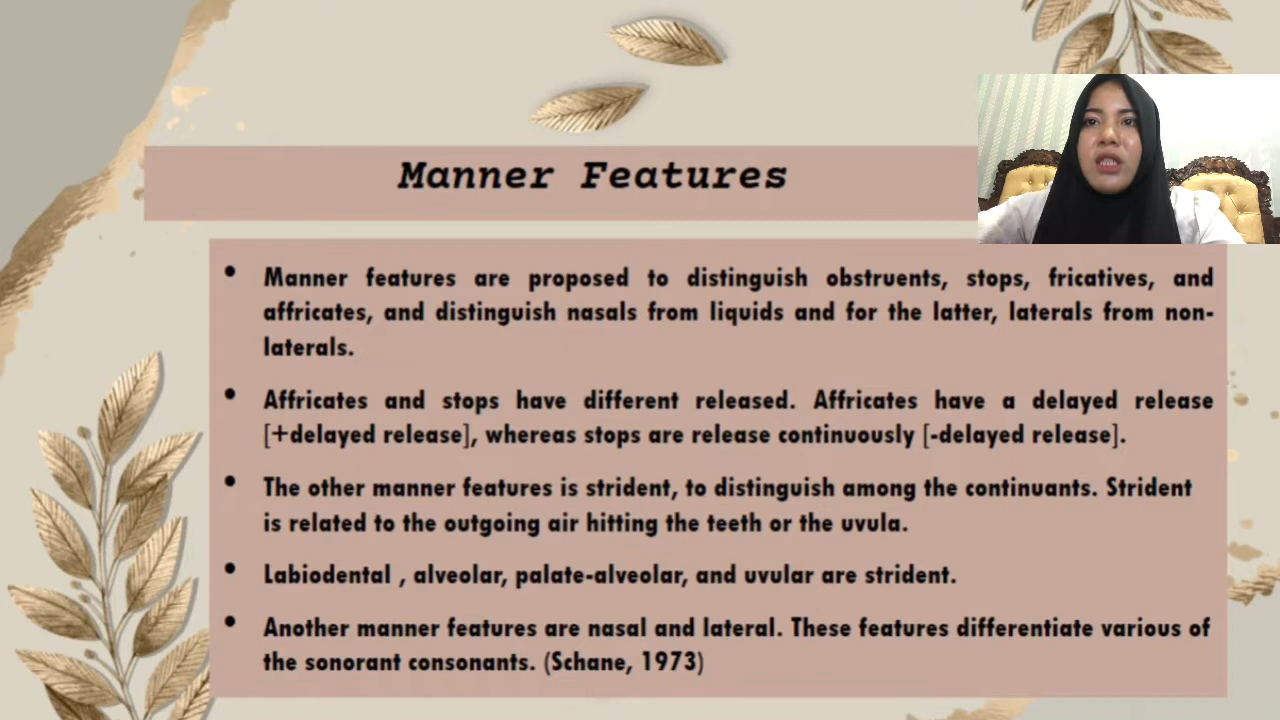 Manner Features
• Manner features are proposed to distinguish obstruents, stops, fricatives, and
affricates, and distinguish nasals from liquids and for the latter, laterals from non-
laterals.
• Affricates and stops have different released. Affricates have a delayed release
[+delayed release], whereas stops are release continuously [-delayed release].
• The other manner features is strident, to distinguish among the continuants. Strident
is related to the outgoing air hitting the teeth or the uvula.
• Labiodental , alveolar, palate-alveolar, and uvular are strident.
• Another manner features are nasal and lateral. These features differentiate various of
the sonorant consonants. (Schane, 1973)